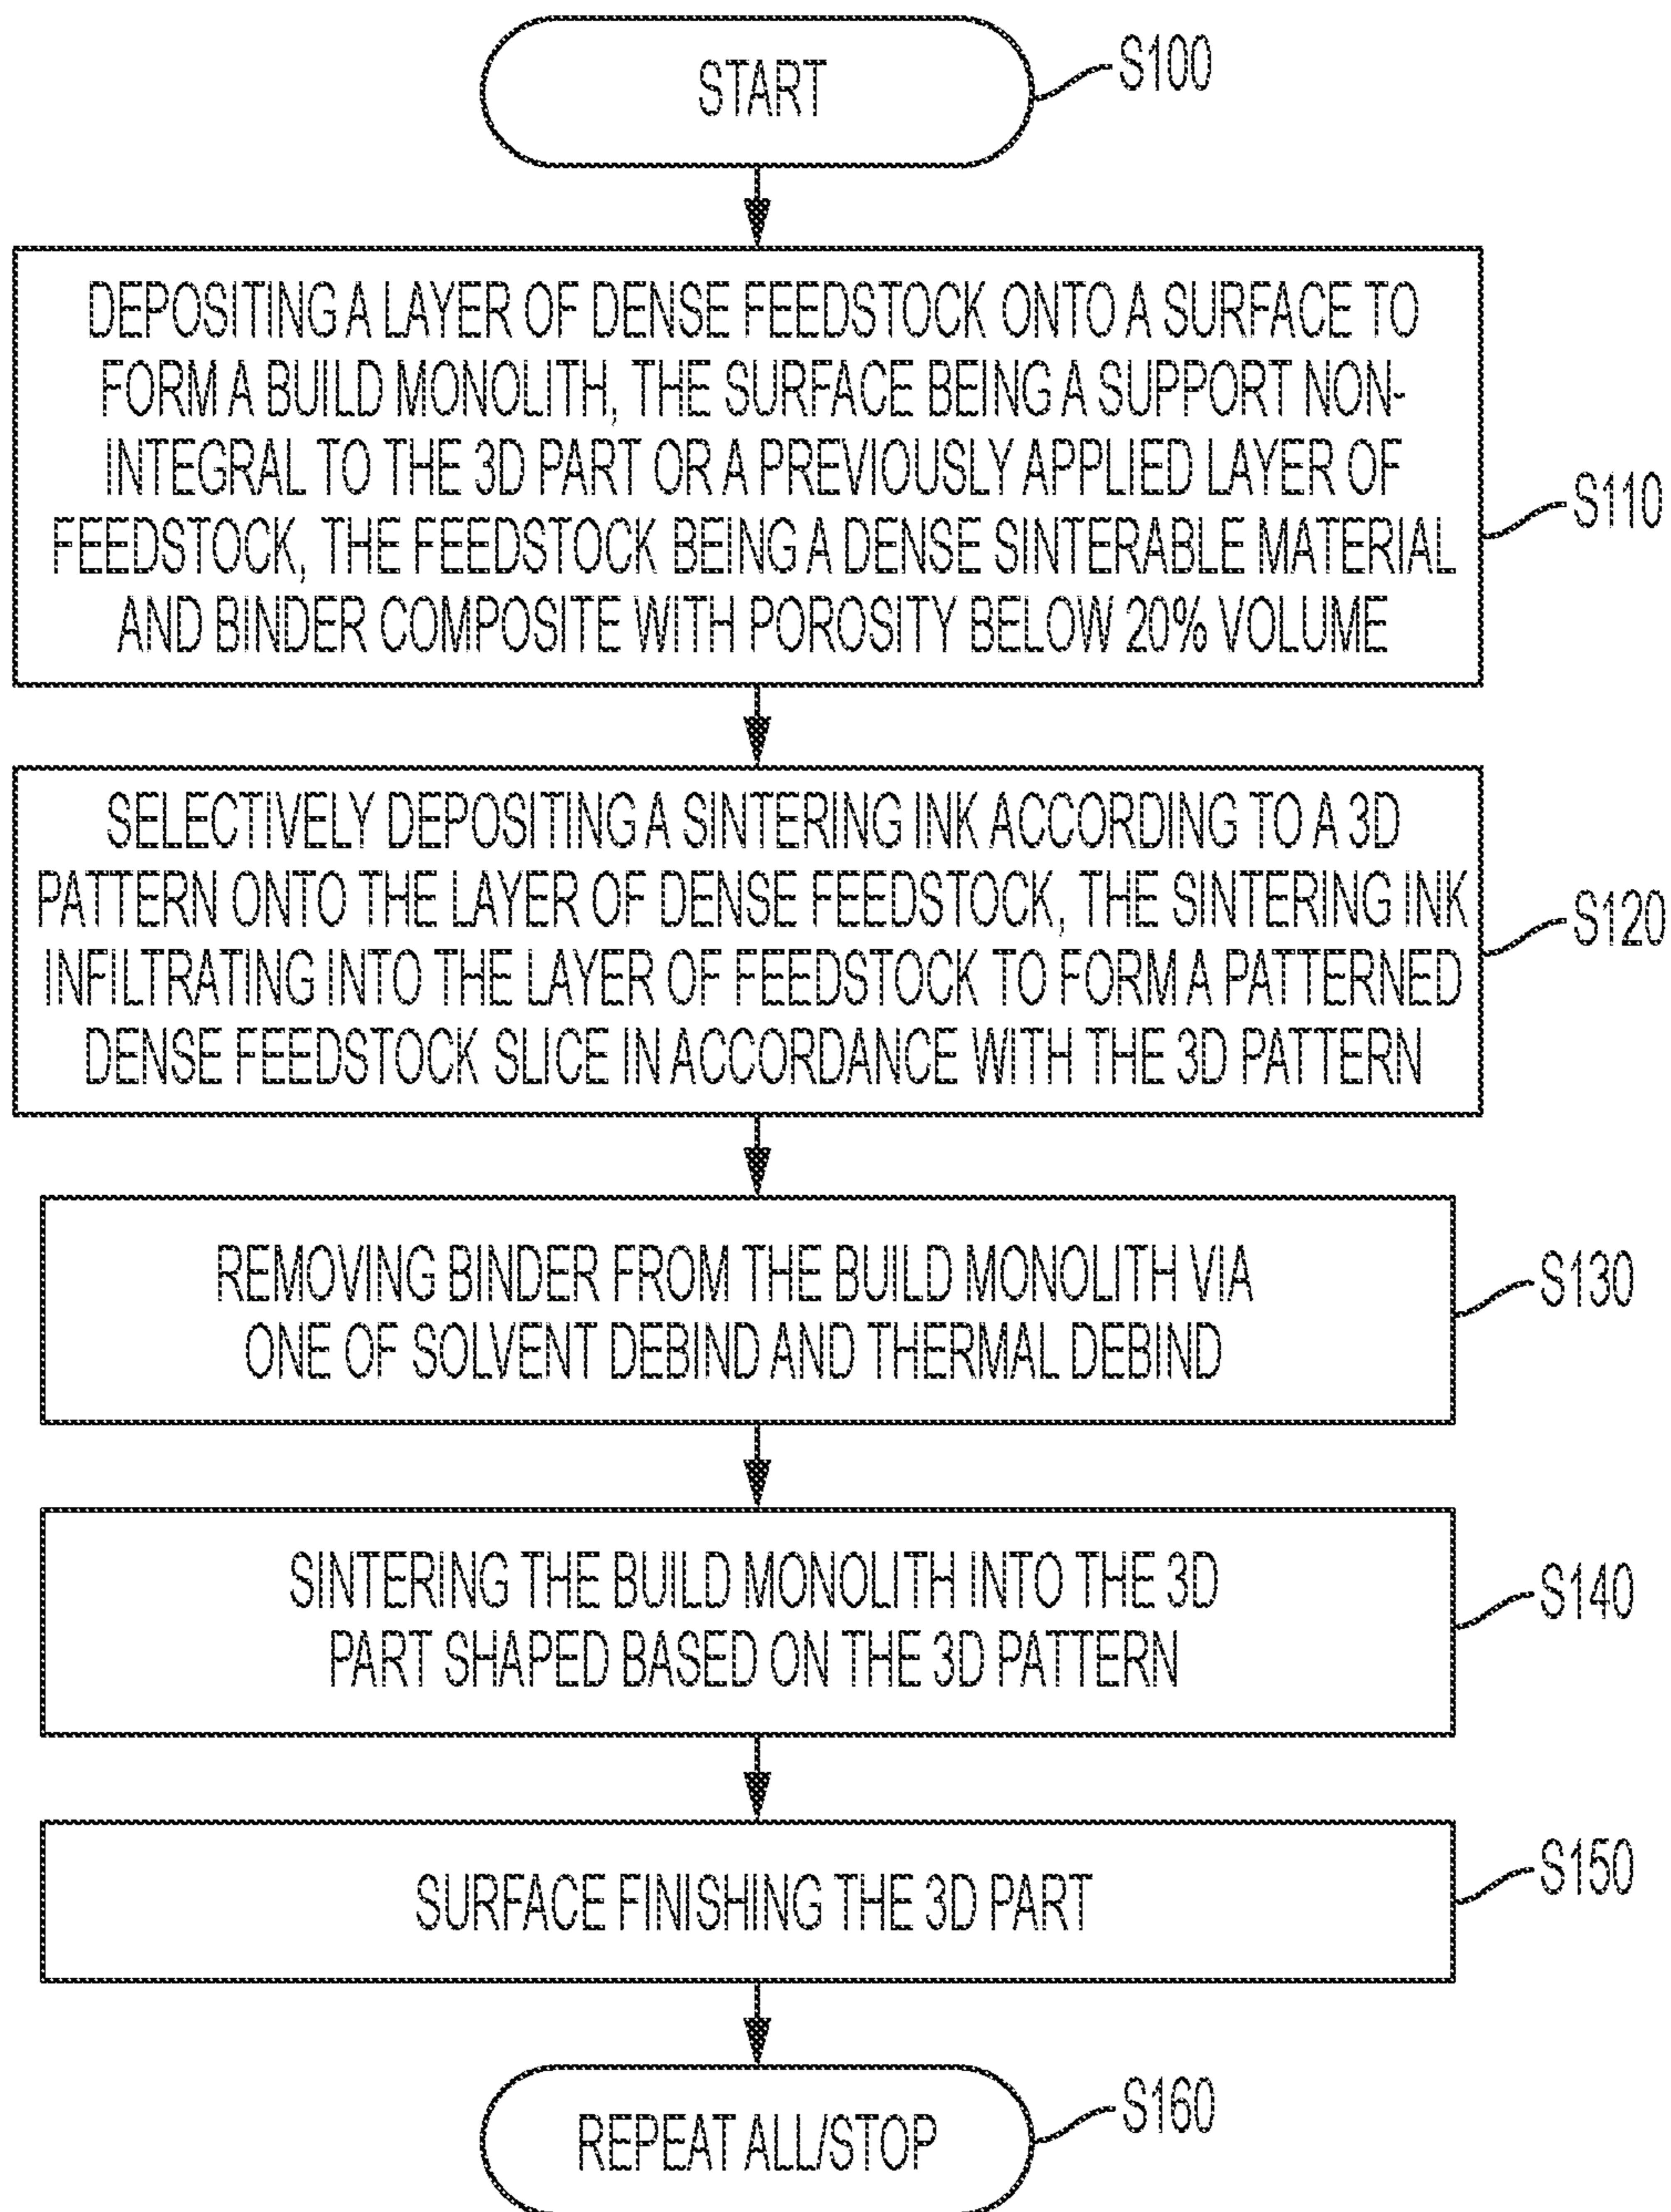 START
S100
DEPOSITING A LAYER OF DENSE FEEDSTOCK ONTO A SURFACE TO
FORM A BUILD MONOLITH, THE SURFACE BEING A SUPPORT NON-
INTEGRAL TO THE 3D PART OR A PREVIOUSLY APPLIED LAYER OF
FEEDSTOCK, THE FEEDSTOCK BEING A DENSE SINTERABLE MATERIAL
AND BINDER COMPOSITE WITH POROSITY BELOW 20% VOLUME
S110
SELECTIVELY DEPOSITING A SINTERING INK ACCORDING TO A 3D
PATTERN ONTO THE LAYER OF DENSE FEEDSTOCK, THE SINTERING INK
INFILTRATING INTO THE LAYER OF FEEDSTOCK TO FORM A PATTERNED
DENSE FEEDSTOCK SLICE IN ACCORDANCE WITH THE 3D PATTERN
S120
REMOVING BINDER FROM THE BUILD MONOLITH VIA
ONE OF SOLVENT DEBIND AND THERMAL DEBIND
S130
SINTERING THE BUILD MONOLITH INTO THE 3D
PART SHAPED BASED ON THE 3D PATTERN
S140
SURFACE FINISHING THE 3D PART
S150
REPEAT ALL/STOP
S160